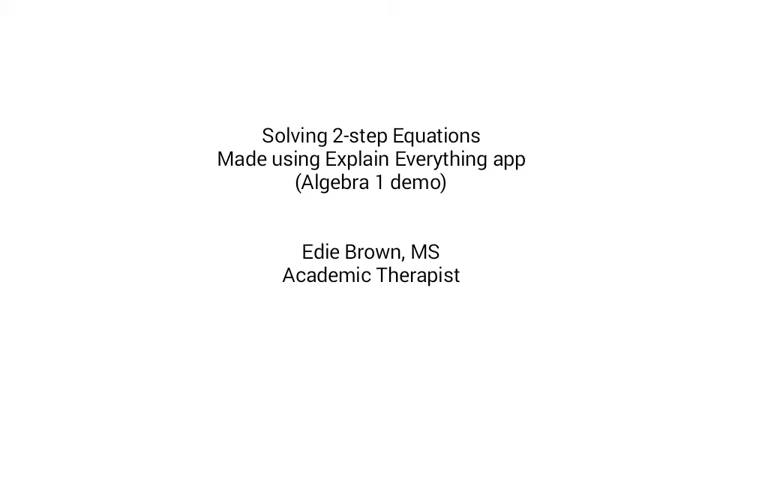 Solving 2-step Equations
Made using Explain Everything app
(Algebra 1 demo)
Edie Brown, MS
Academic Therapist